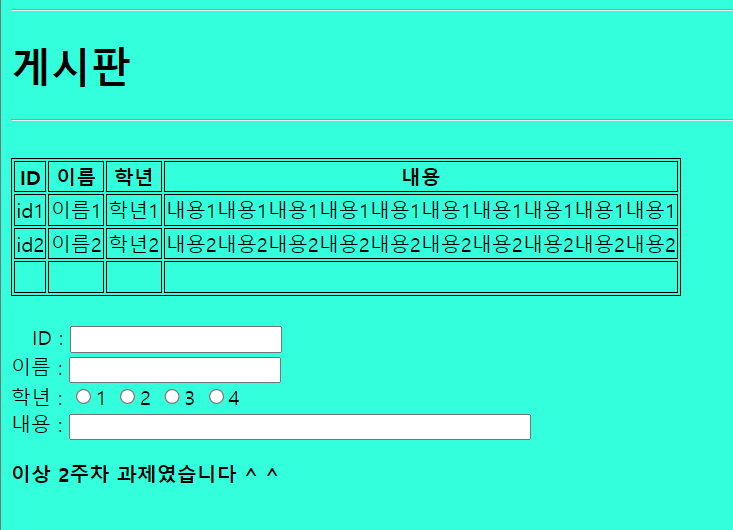 게시판
ID 이름 학년 내용
id1 이름1 학년1 내용1내용1내용1내용1내용1내용1내용1내용1내용1내용1
id2 이름2 학년2 내용2내용2내용2내용2내용2내용2내용2내용2내용2내용2
ID :
이름 :
학년 : 1 2 3 4
내용 :
이상 2주차 과제였습니다 ^ ^